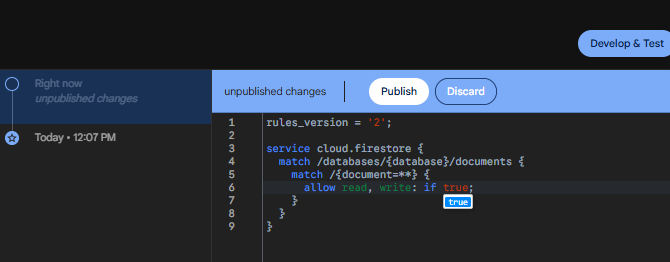 Develop & Test
Right now
unpublished changes
Today • 12:07 PM
unpublished changes
Publish
Discard
1 rules_version = '2';
2
3 service cloud.firestore {
4   match /databases/{database}/documents {
5     match /{document=**} {
6       allow read, write: if true;
7     }
true
8   }
9 }